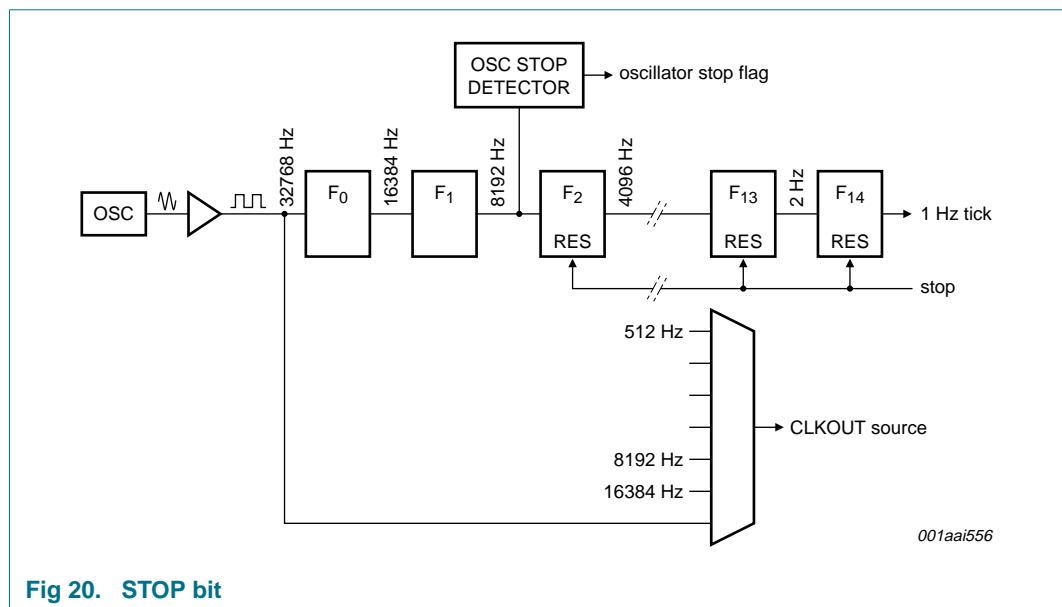 OSC STOP
DETECTOR
oscillator stop flag
32768 Hz
16384 Hz
8192 Hz
4096 Hz
2 Hz
OSC
F0
F1
F2
RES
F13
RES
F14
RES
1 Hz tick
stop
512 Hz
CLKOUT source
8192 Hz
16384 Hz
001aai556
Fig 20. STOP bit